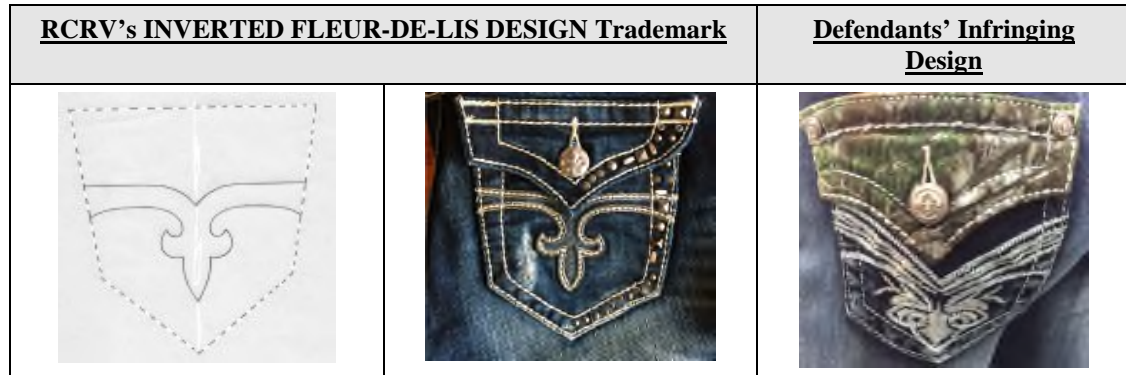 RCRV’s INVERTED FLEUR-DE-LIS DESIGN Trademark
Defendants’ Infringing
Design